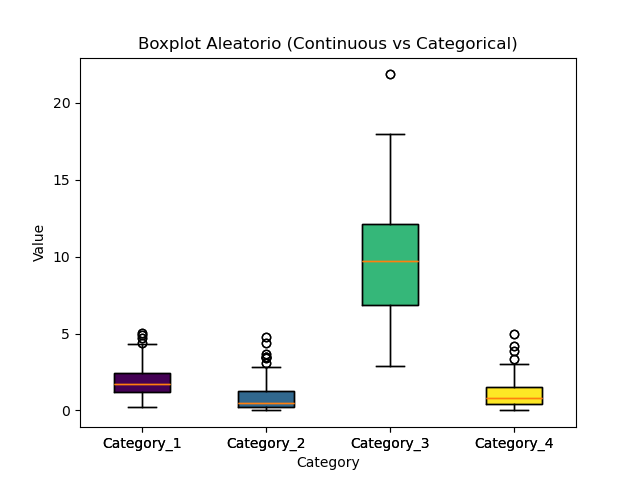 Boxplot Aleatorio (Continuous vs Categorical)
20
15
10
5
0
Value
Category_1 Category_2 Category_3 Category_4
Category